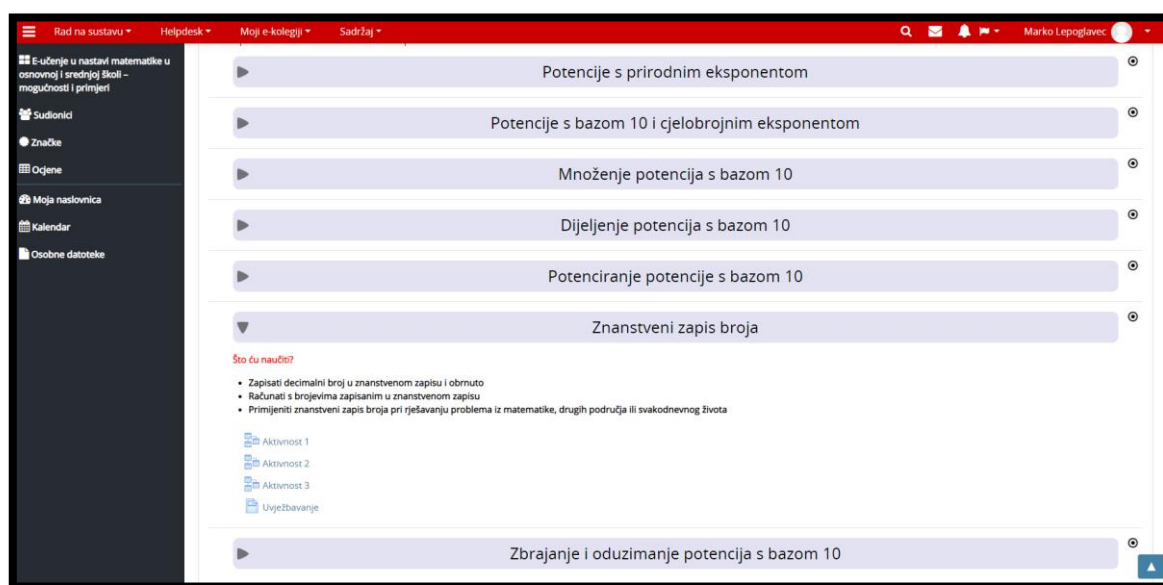 Rad na sustavu Helpdesk Moji e-kolegiji Sadržaj Marko Lepoglavec
E-učenje u nastavi matematike u
osnovnoj i srednjoj školi –
mogućnosti i primjeri
Sudionici
Značke
Ocjene
Moja naslovnica
Kalendar
Osobne datoteke
Potencije s prirodnim eksponentom
Potencije s bazom 10 i cjelobrojnim eksponentom
Množenje potencija s bazom 10
Dijeljenje potencija s bazom 10
Potenciranje potencije s bazom 10
Znanstveni zapis broja
Što ću naučiti?
• Zapisati decimalni broj u znanstvenom zapisu i obrnuto
• Računati s brojevima zapisanim u znanstvenom zapisu
• Primijeniti znanstveni zapis broja pri rješavanju problema iz matematike, drugih područja ili svakodnevnog života
Aktivnost 1
Aktivnost 2
Aktivnost 3
Uvježbavanje
Zbrajanje i oduzimanje potencija s bazom 10